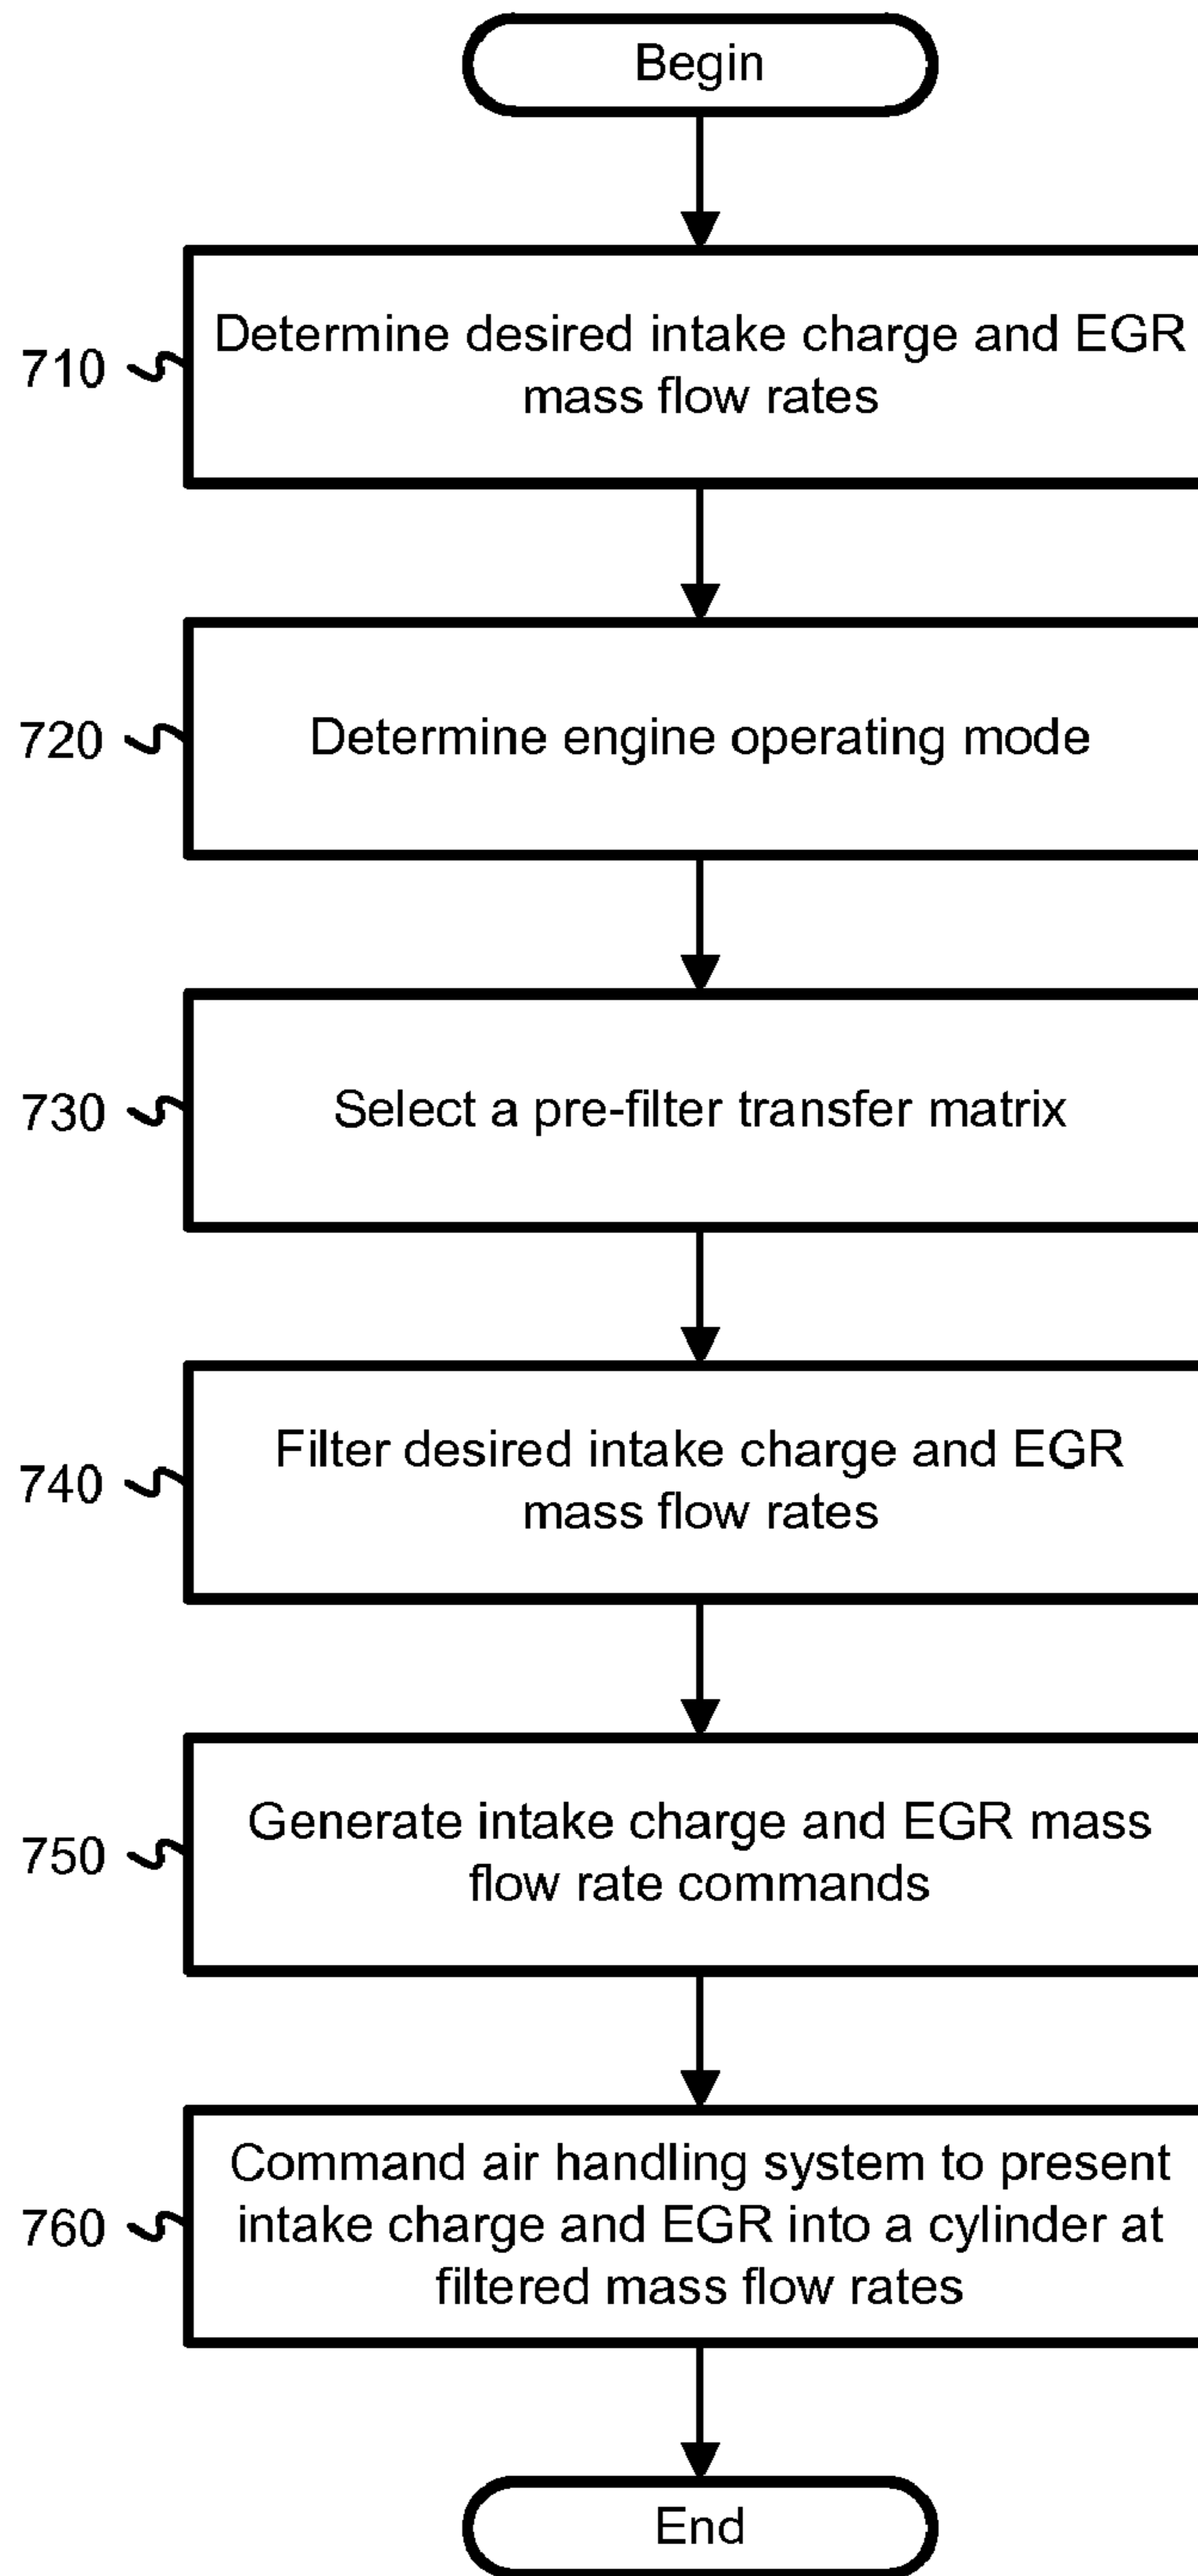 Begin
710
Determine desired intake charge and EGR
mass flow rates
720
Determine engine operating mode
730
Select a pre-filter transfer matrix
740
Filter desired intake charge and EGR
mass flow rates
750
Generate intake charge and EGR mass
flow rate commands
760
Command air handling system to present
intake charge and EGR into a cylinder at
filtered mass flow rates
End